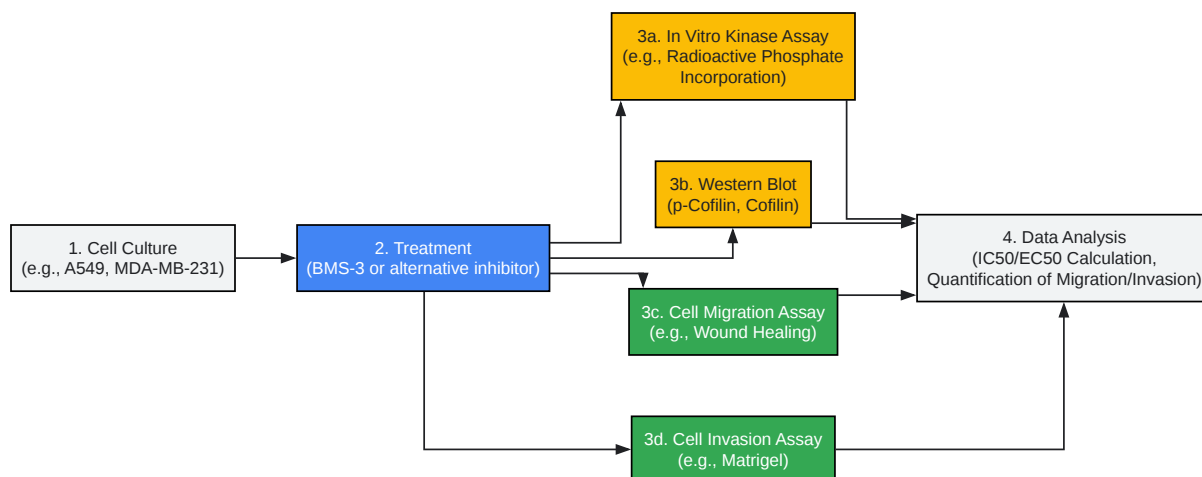 1. Cell Culture
(e.g., A549, MDA-MB-231)
2. Treatment
(BMS-3 or alternative inhibitor)
3a. In Vitro Kinase Assay
(e.g., Radioactive Phosphate
Incorporation)
3b. Western Blot
(p-Cofilin, Cofilin)
3c. Cell Migration Assay
(e.g., Wound Healing)
3d. Cell Invasion Assay
(e.g., Matrigel)
4. Data Analysis
(IC50/EC50 Calculation,
Quantification of Migration/Invasion)